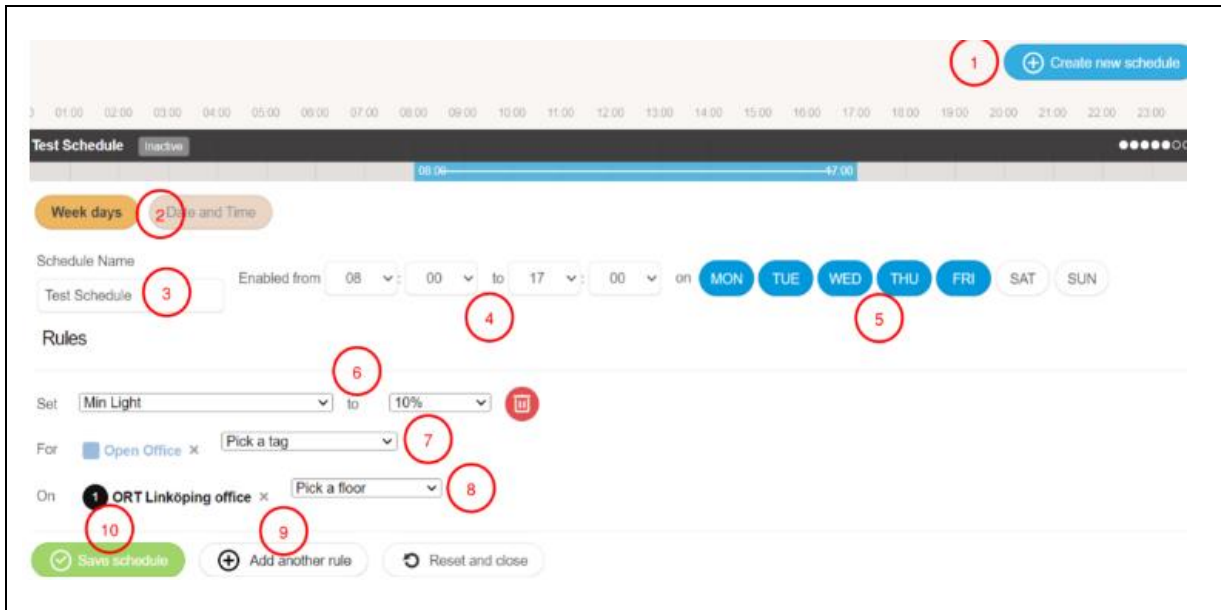 1 Create new schedule
01:00 02:00 03:00 04:00 05:00 06:00 07:00 08:00 09:00 10:00 11:00 12:00 13:00 14:00 15:00 16:00 17:00 18:00 19:00 20:00 21:00 22:00 23:00
Test Schedule Inactive
08:00 17:00
Week days 2 Date and Time
Schedule Name
Test Schedule 3 Enabled from 08 : 00 to 17 : 00 on MON TUE WED THU FRI SAT SUN
4 5
Rules
6
Set Min Light to 10%
For Open Office × Pick a tag 7
On 1 ORT Linköping office × Pick a floor 8
10 9
Save schedule Add another rule Reset and close